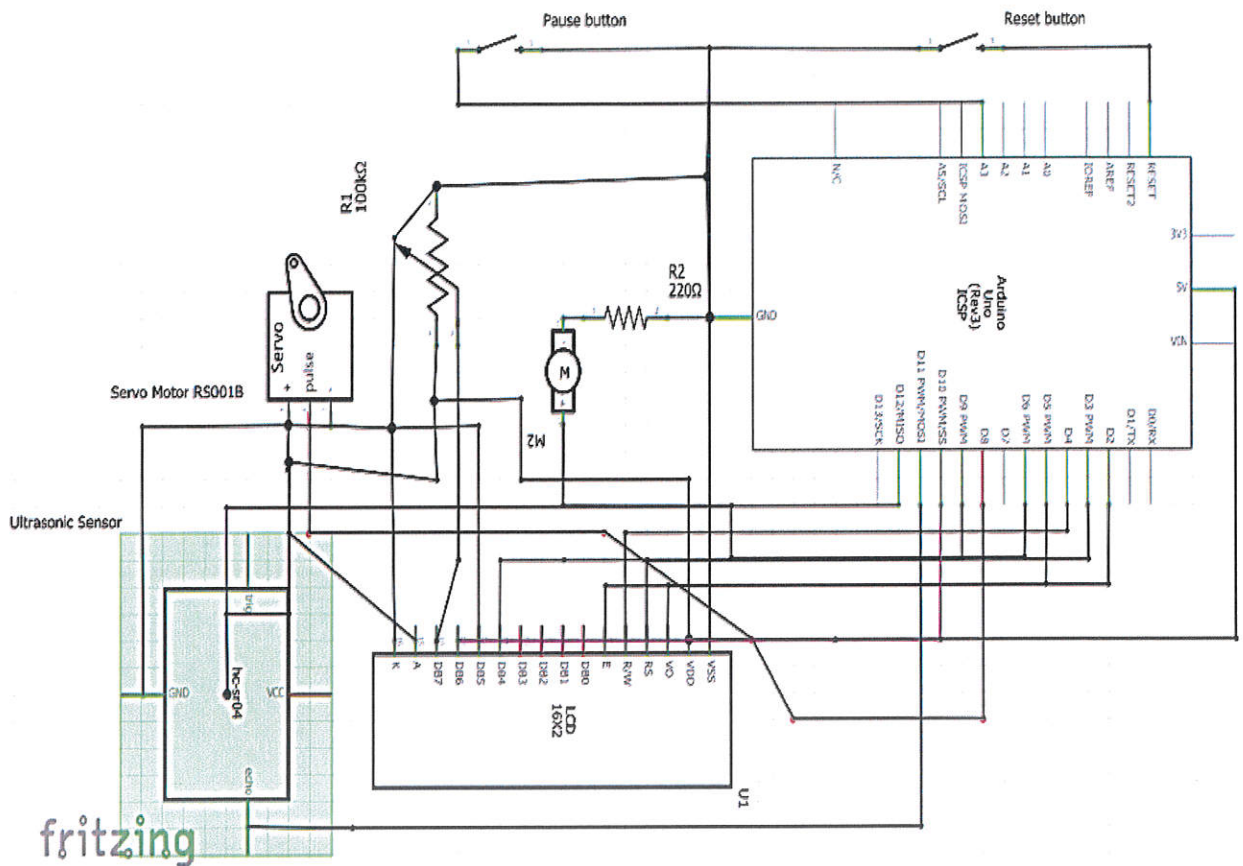 Pause button
Reset button
N/C
A5/SCL
ICSP MOSI
A3
A2
A1
A0
IOREF
AREF
RESET2
RESET
R1
100kΩ
3V3
R2
220Ω
Arduino
Uno
(Rev3)
ICSP
5V
GND
VIN
Servo
+
pulse
-
M
Servo Motor RS001B
M2
D13/SCK
D12/MISO
D11 PWM/MOSI
D10 PWM/SS
D9 PWM
D8
D7
D6 PWM
D5 PWM
D4
D3 PWM
D2
D1/TX
D0/RX
Ultrasonic Sensor
trig
GND
hc-sr04
VCC
echo
K
A
DB7
DB6
DB5
DB4
DB3
DB2
DB1
DB0
E
R/W
RS
VO
VDD
VSS
LCD
16X2
U1
fritzing